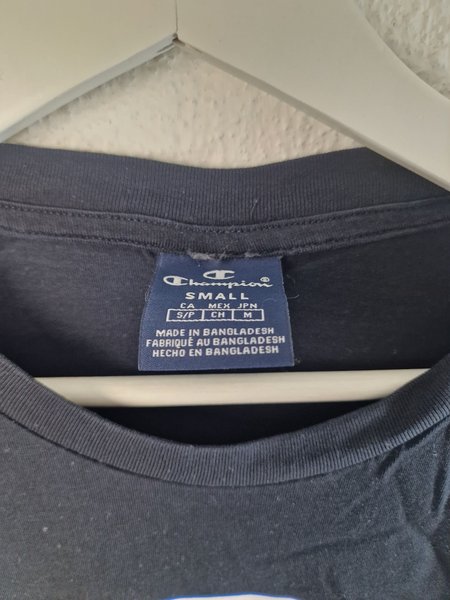 Champion®
SMALL
CA MEX JPN
S/P CH M
MADE IN BANGLADESH
FABRIQUÉ AU BANGLADESH
HECHO EN BANGLADESH